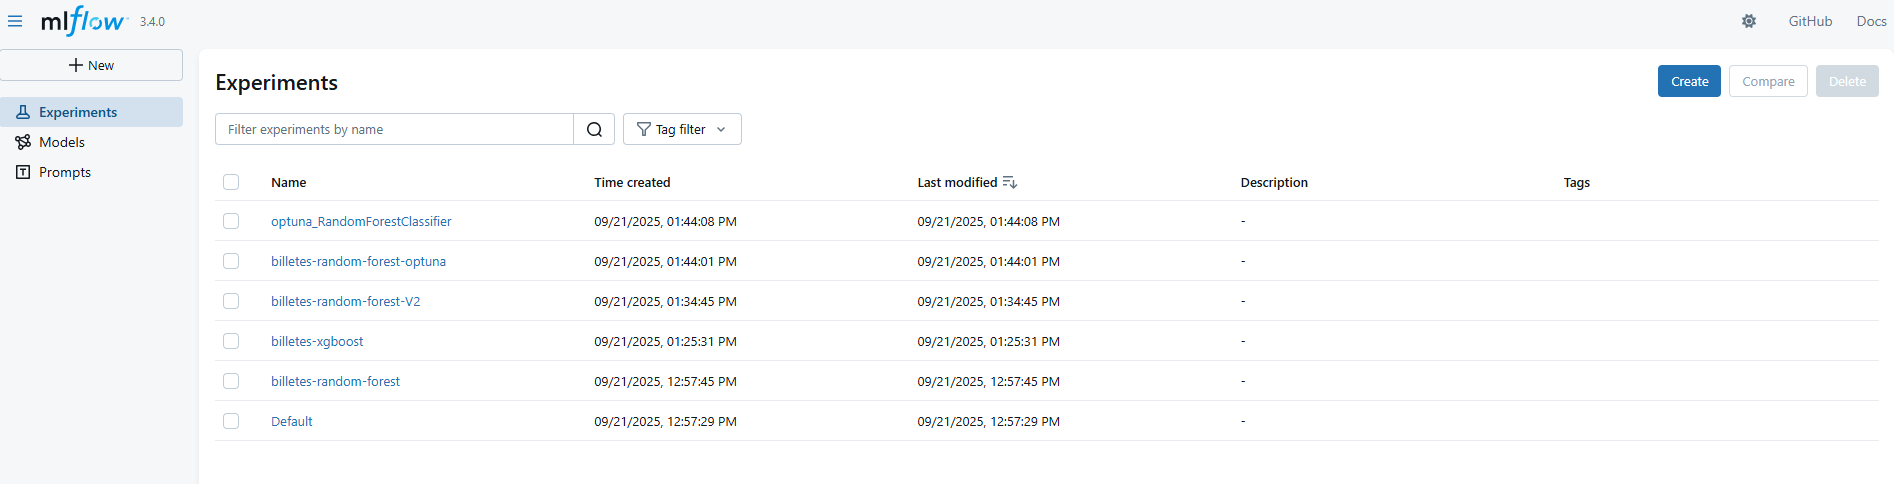 mlflow 3.4.0 GitHub Docs
New
Experiments
Models
Prompts
Experiments Create Compare Delete
Filter experiments by name Tag filter
Name Time created Last modified Description Tags
optuna_RandomForestClassifier 09/21/2025, 01:44:08 PM 09/21/2025, 01:44:08 PM -
billetes-random-forest-optuna 09/21/2025, 01:44:01 PM 09/21/2025, 01:44:01 PM -
billetes-random-forest-V2 09/21/2025, 01:34:45 PM 09/21/2025, 01:34:45 PM -
billetes-xgboost 09/21/2025, 01:25:31 PM 09/21/2025, 01:25:31 PM -
billetes-random-forest 09/21/2025, 12:57:45 PM 09/21/2025, 12:57:45 PM -
Default 09/21/2025, 12:57:29 PM 09/21/2025, 12:57:29 PM -